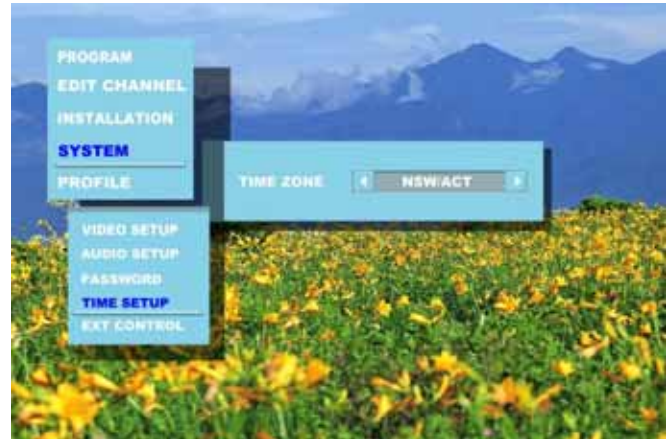 PROGRAM
EDIT CHANNEL
INSTALLATION
SYSTEM
PROFILE
TIME ZONE NSW/ACT
VIDEO SETUP
AUDIO SETUP
PASSWORD
TIME SETUP
EXT CONTROL